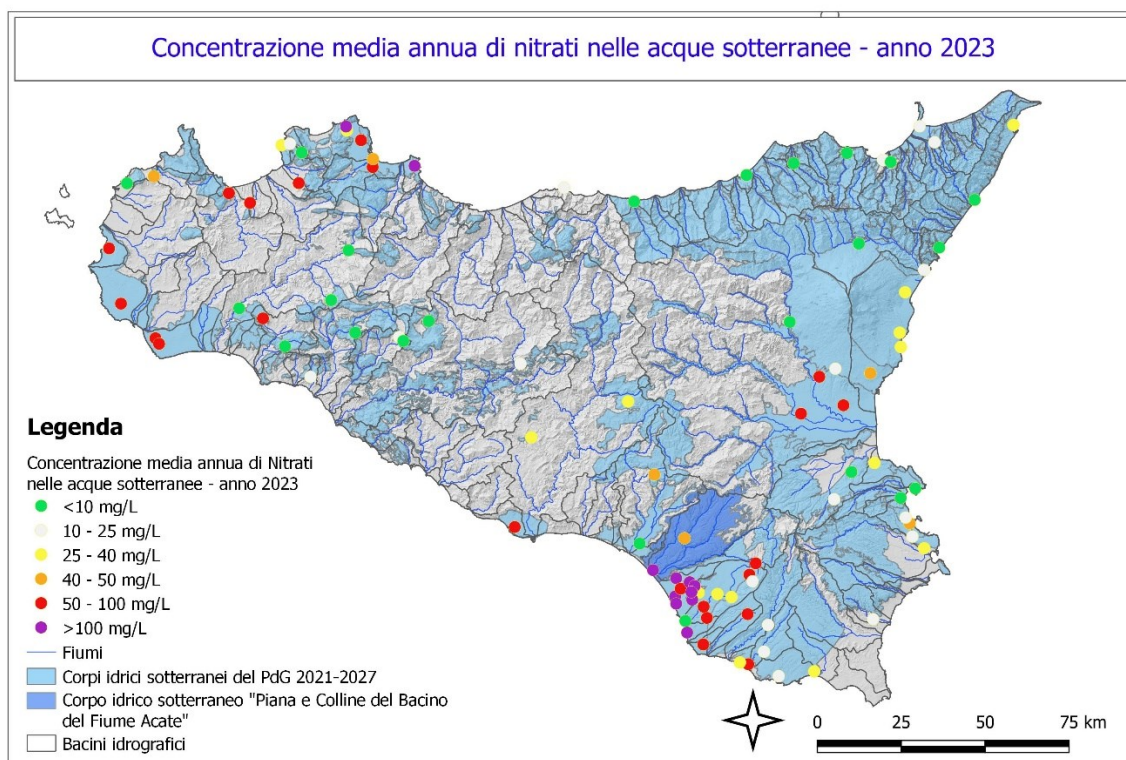 Concentrazione media annua di nitrati nelle acque sotterranee - anno 2023
Legenda
Concentrazione media annua di Nitrati
nelle acque sotterranee - anno 2023
<10 mg/L
10 - 25 mg/L
25 - 40 mg/L
40 - 50 mg/L
50 - 100 mg/L
>100 mg/L
Fiumi
Corpi idrici sotterranei del PdG 2021-2027
Corpo idrico sotterraneo "Piana e Colline del Bacino
del Fiume Acate"
Bacini idrografici
0 25 50 75 km